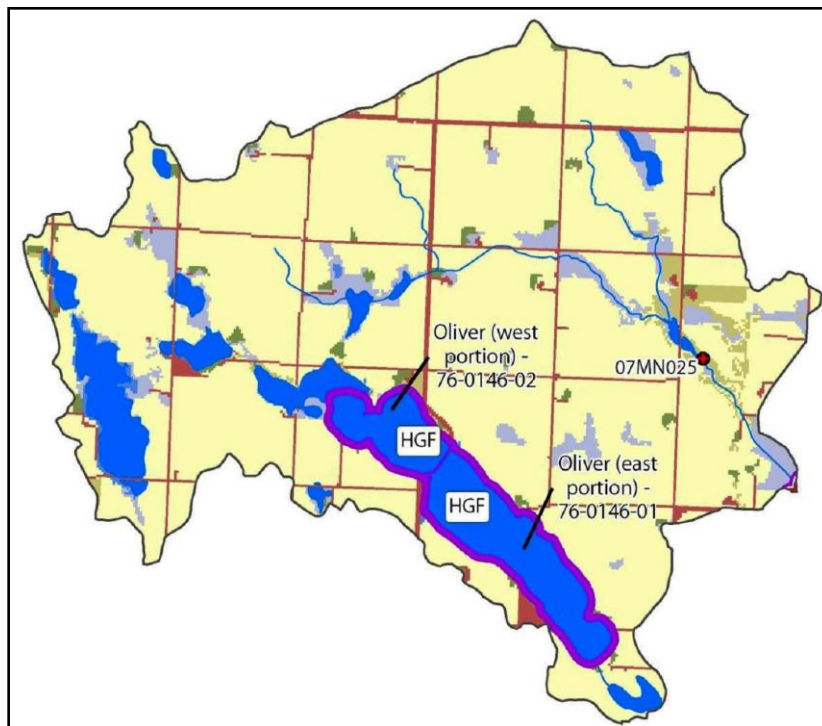 Oliver (west
portion) -
76-0146-02
07MN025
HGF
Oliver (east
portion) -
76-0146-01
HGF